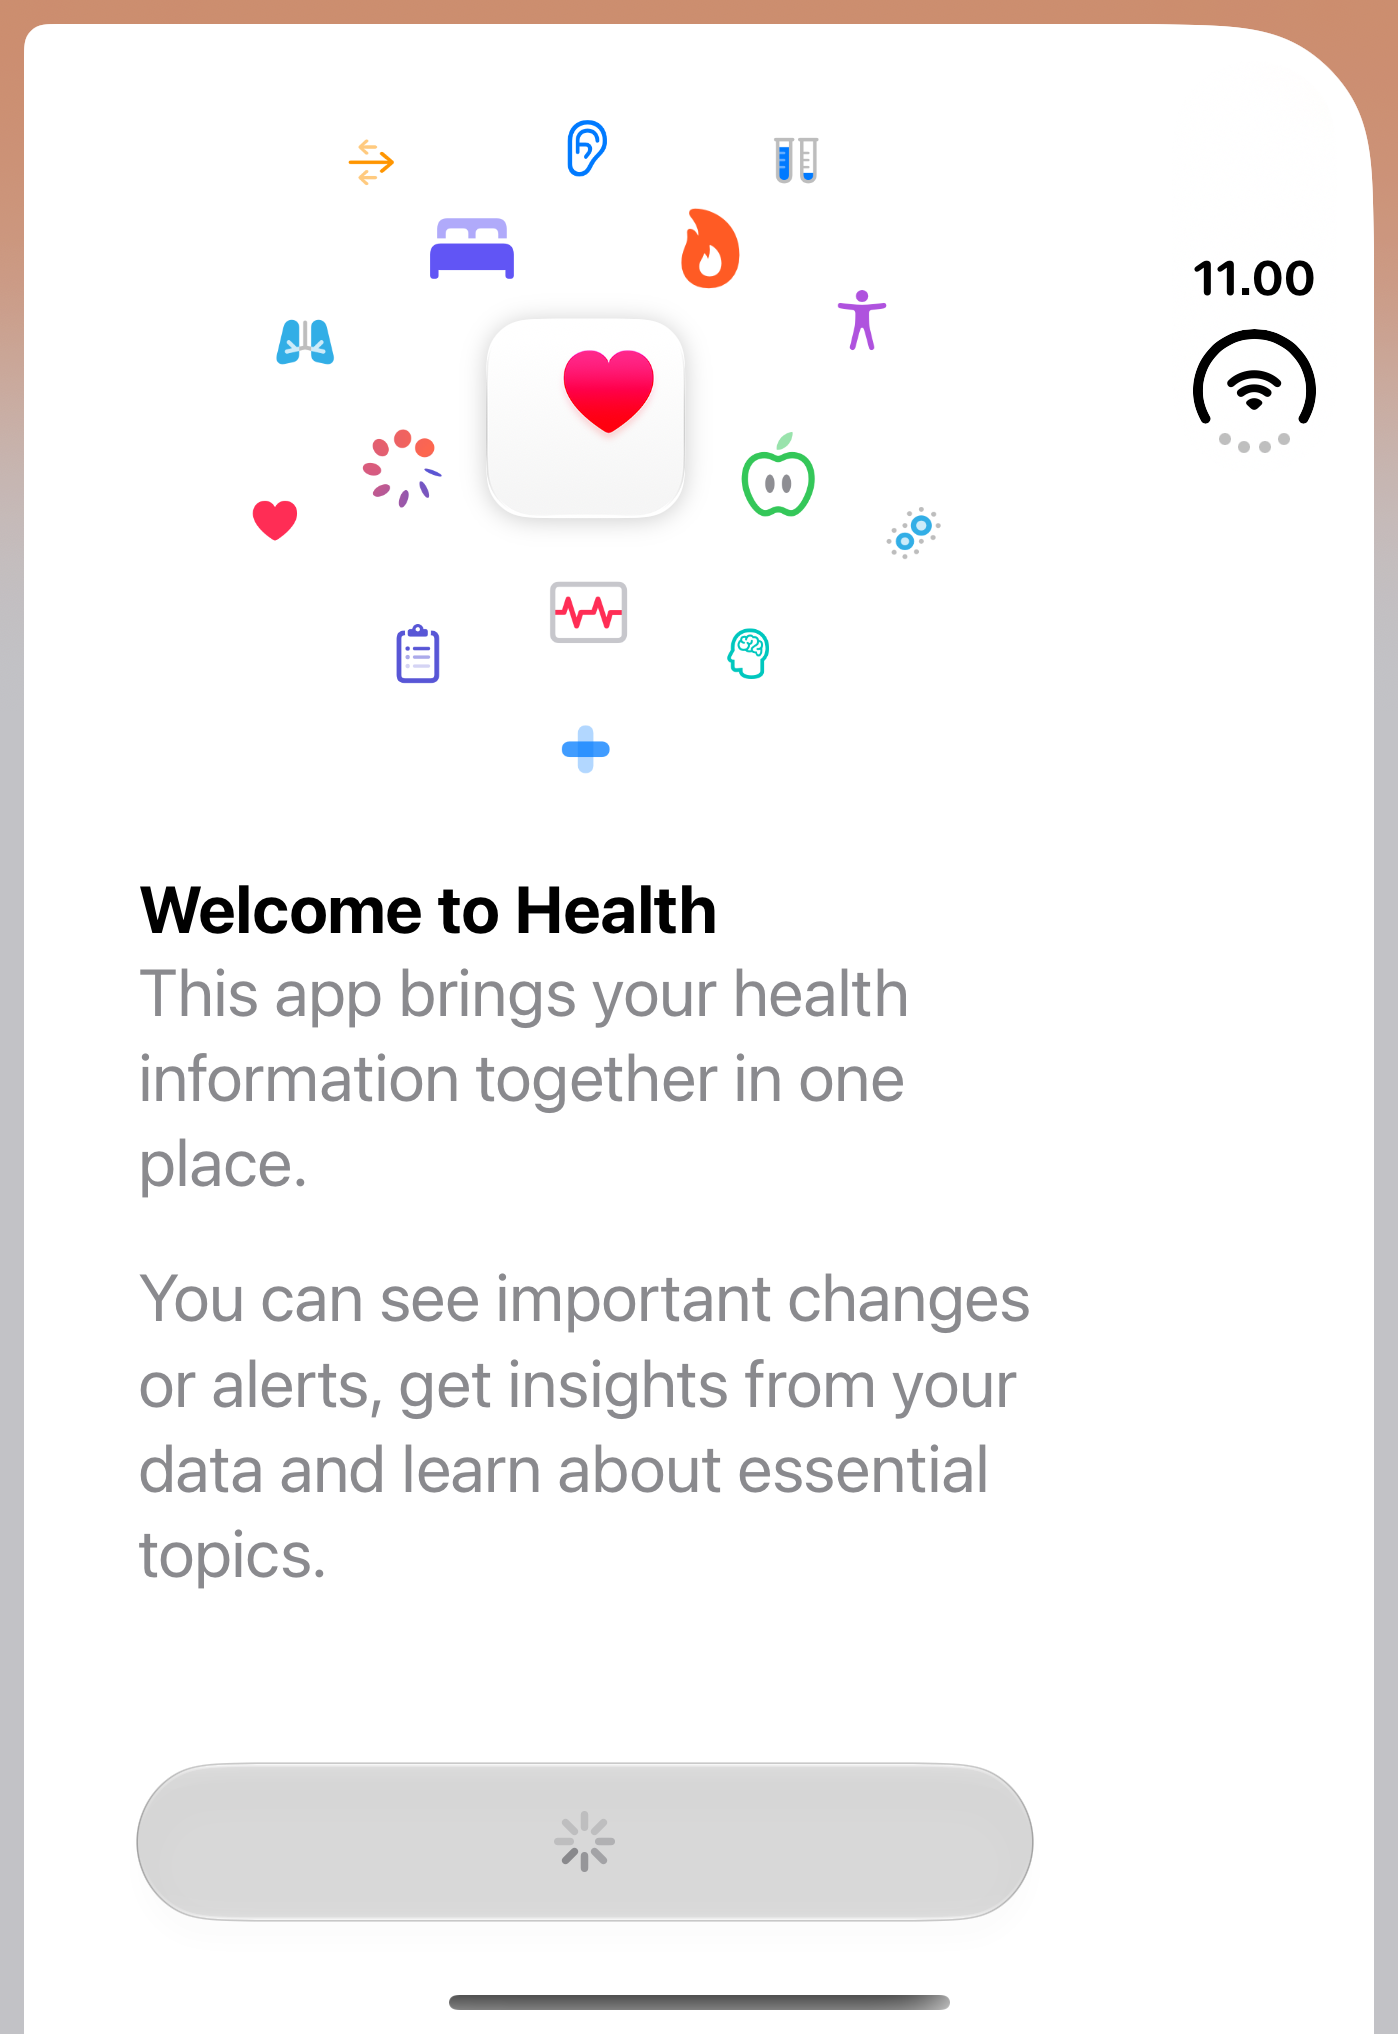 11.00
Welcome to Health
This app brings your health
information together in one
place.
You can see important changes
or alerts, get insights from your
data and learn about essential
topics.